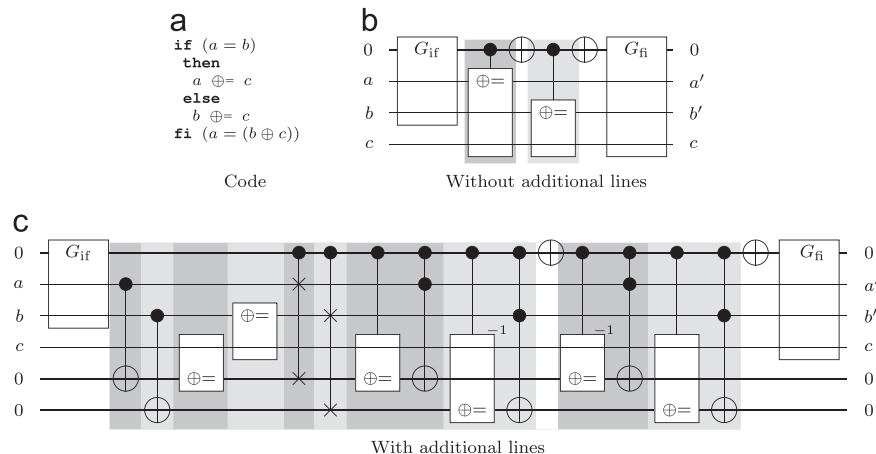 a
if (a = b)
then
a ⊕= c
else
b ⊕= c
fi (a = (b ⊕ c))
Code
b
0 G_if ⊕= ⊕= G_fi 0
a a′
b b′
c c
Without additional lines
c
0 G_if G_fi 0
a a′
b ⊕= b′
c −1 −1 c
0 ⊕= ⊕= ⊕= 0
0 ⊕= ⊕= 0
With additional lines